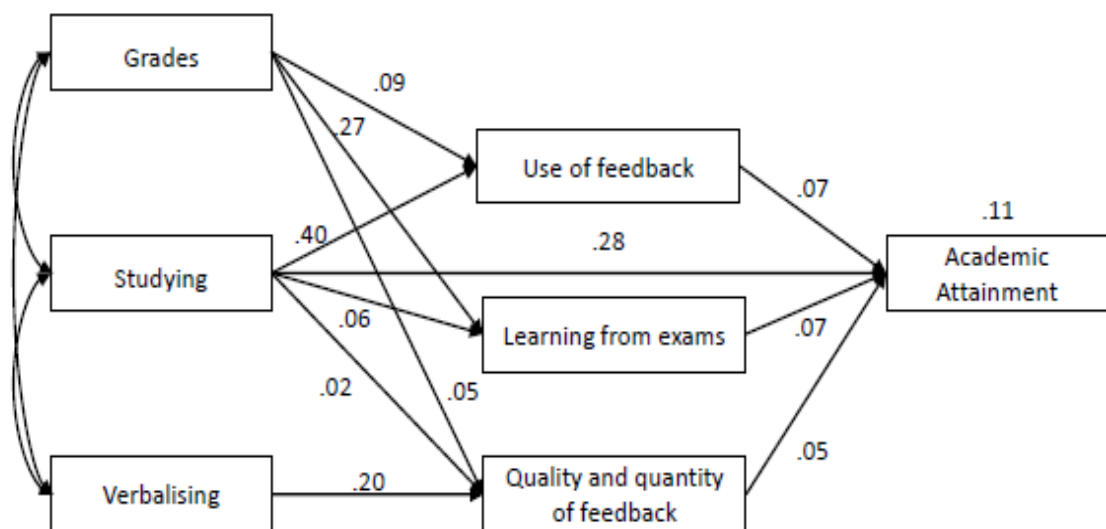 Grades
.09
.27
Use of feedback
.07
.11
.40
.28
Academic
Attainment
Studying
.06
Learning from exams
.07
.02
.05
.05
Verbalising
.20
Quality and quantity
of feedback